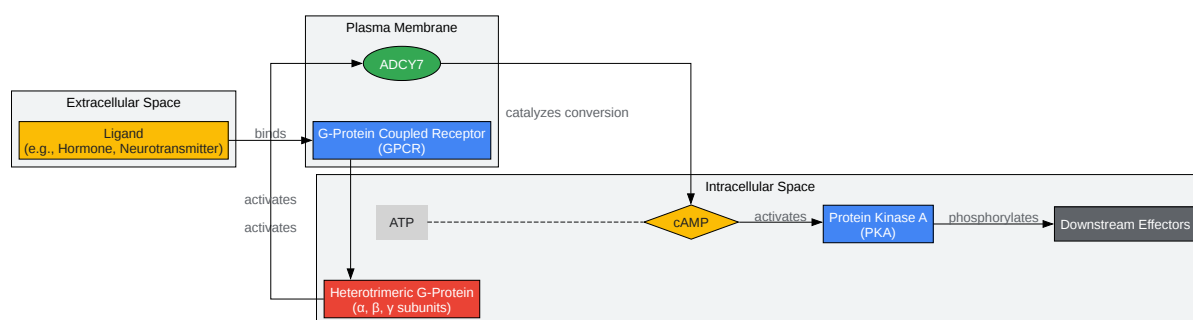 Plasma Membrane
ADCY7
Extracellular Space
catalyzes conversion
Ligand
(e.g., Hormone, Neurotransmitter)
binds
G-Protein Coupled Receptor
(GPCR)
Intracellular Space
activates
activates
ATP
cAMP
activates
Protein Kinase A
(PKA)
phosphorylates
Downstream Effectors
Heterotrimeric G-Protein
(α, β, γ subunits)